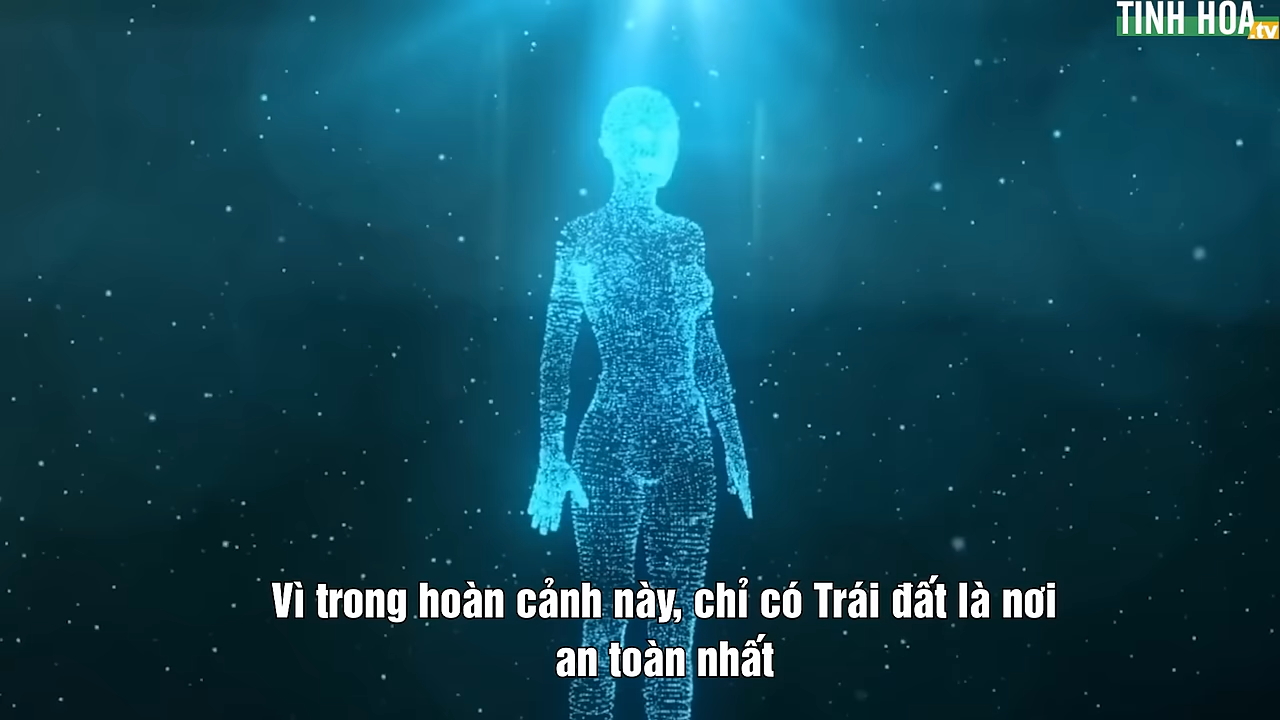 TINH HOA
.tv
Vì trong hoàn cảnh này, chỉ có Trái đất là nơi
an toàn nhất